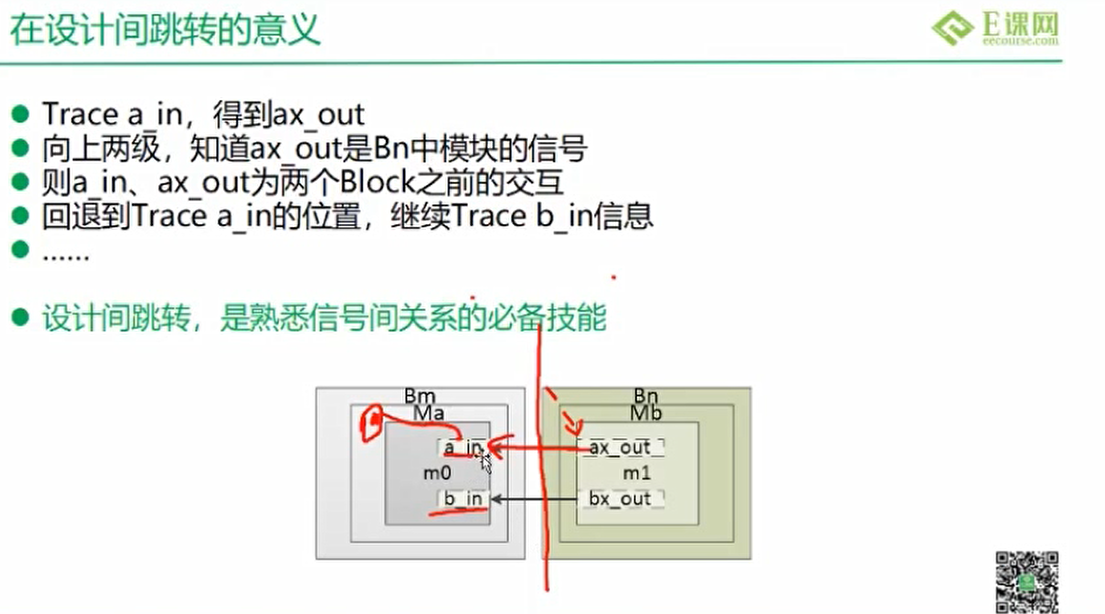 在设计间跳转的意义
E课网
eecourse.com
Trace a_in，得到ax_out
向上两级，知道ax_out是Bn中模块的信号
则a_in、ax_out为两个Block之前的交互
回退到Trace a_in的位置，继续Trace b_in信息
......
设计间跳转，是熟悉信号间关系的必备技能
Bm
Bn
Ma
Mb
a_in
ax_out
m0
m1
b_in
bx_out